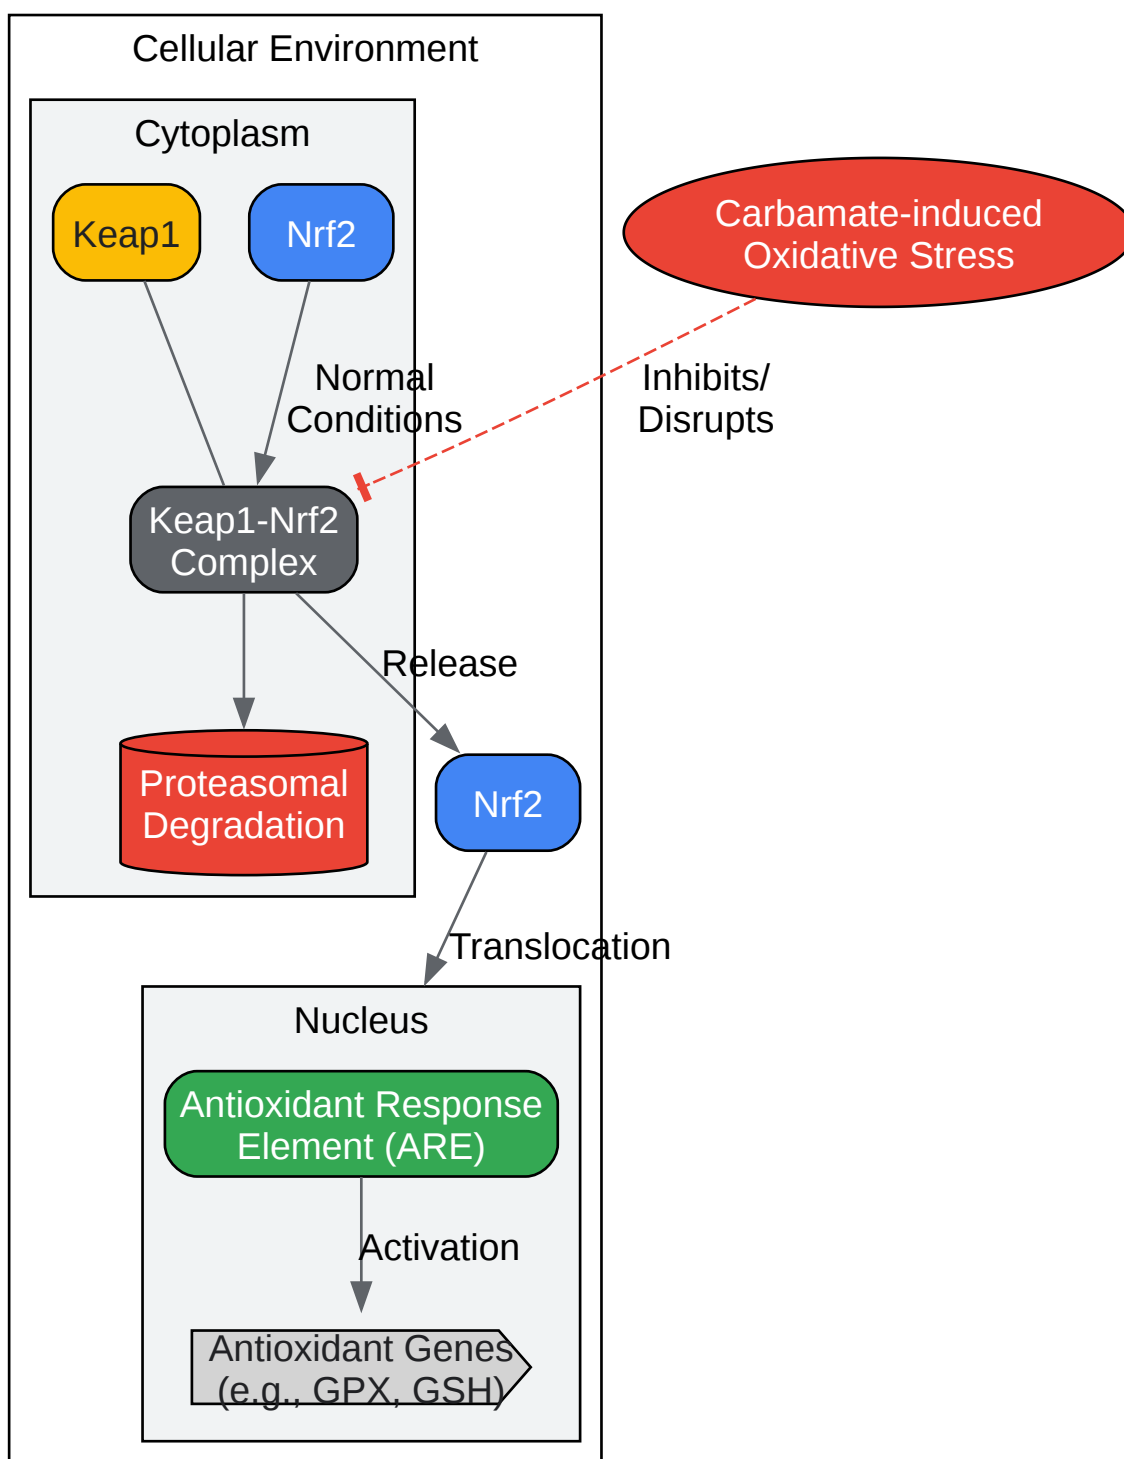 Cellular Environment
Cytoplasm
Keap1
Nrf2
Carbamate-induced
Oxidative Stress
Normal
Conditions
Inhibits/
Disrupts
Keap1-Nrf2
Complex
Release
Proteasomal
Degradation
Nrf2
Translocation
Nucleus
Antioxidant Response
Element (ARE)
Activation
Antioxidant Genes
(e.g., GPX, GSH)